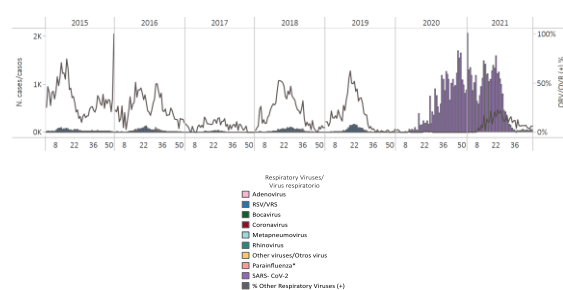 2015 2016 2017 2018 2019 2020 2021
2K 100%
N. cases/casos
1K 50%
0K 0%
8 22 36 50 8 22 36 50 8 22 36 50 8 22 36 50 8 22 36 50 8 22 36 50 8 22 36
Respiratory Viruses/
Virus respiratorio
Adenovirus
RSV/VRS
Bocavirus
Coronavirus
Metapneumovirus
Rhinovirus
Other viruses/Otros virus
Parainfluenza*
SARS- CoV-2
% Other Respiratory Viruses (+)